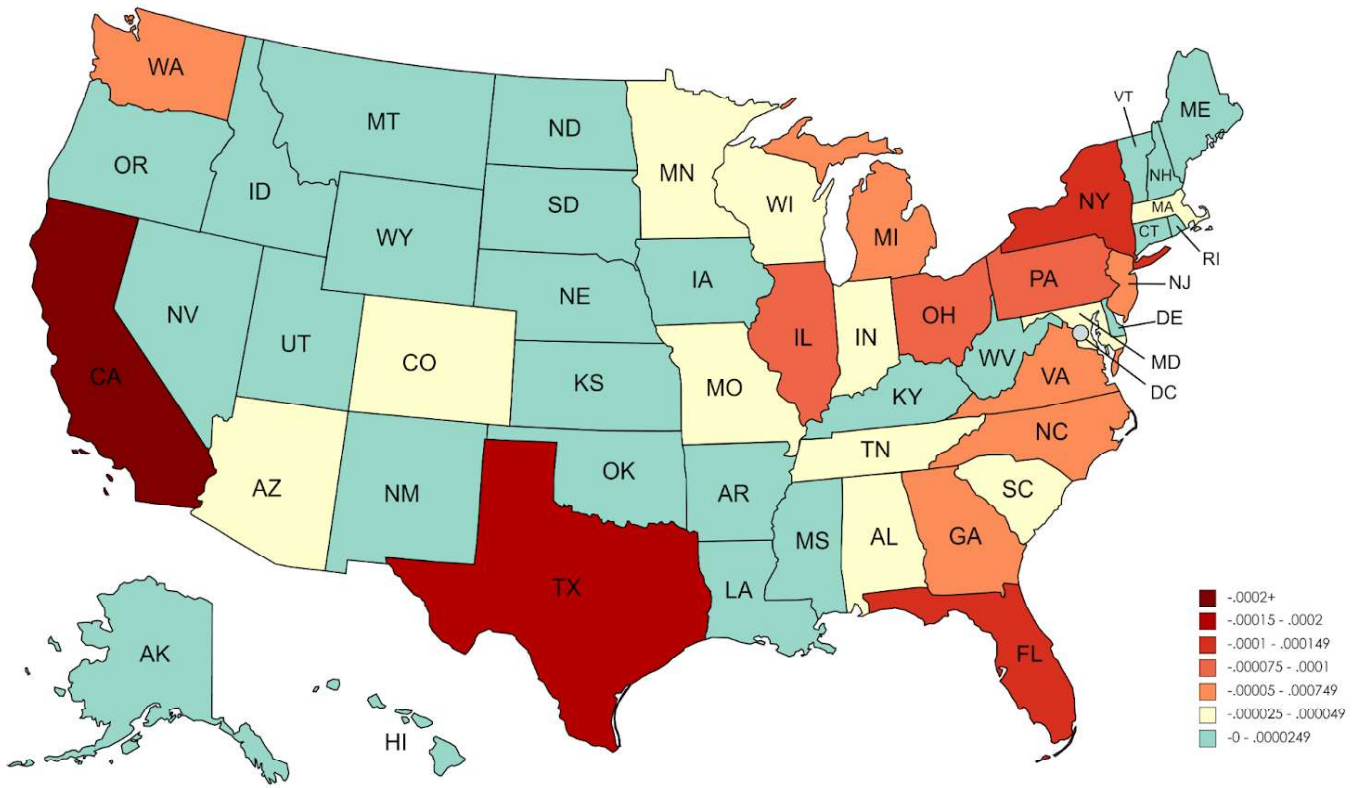 WA
MT
ND
MN
VT
ME
OR
ID
SD
WI
NH
NY
MA
MI
CT
RI
WY
IA
PA
NJ
NE
NV
UT
CO
IL
IN
OH
DE
WV
MD
CA
KS
MO
VA
DC
KY
NC
TN
AZ
NM
OK
AR
SC
MS
AL
GA
TX
LA
FL
AK
HI
-.0002+
-.00015 - .0002
-.0001 - .000149
-.000075 - .0001
-.00005 - .000749
-.000025 - .000049
-0 - .0000249